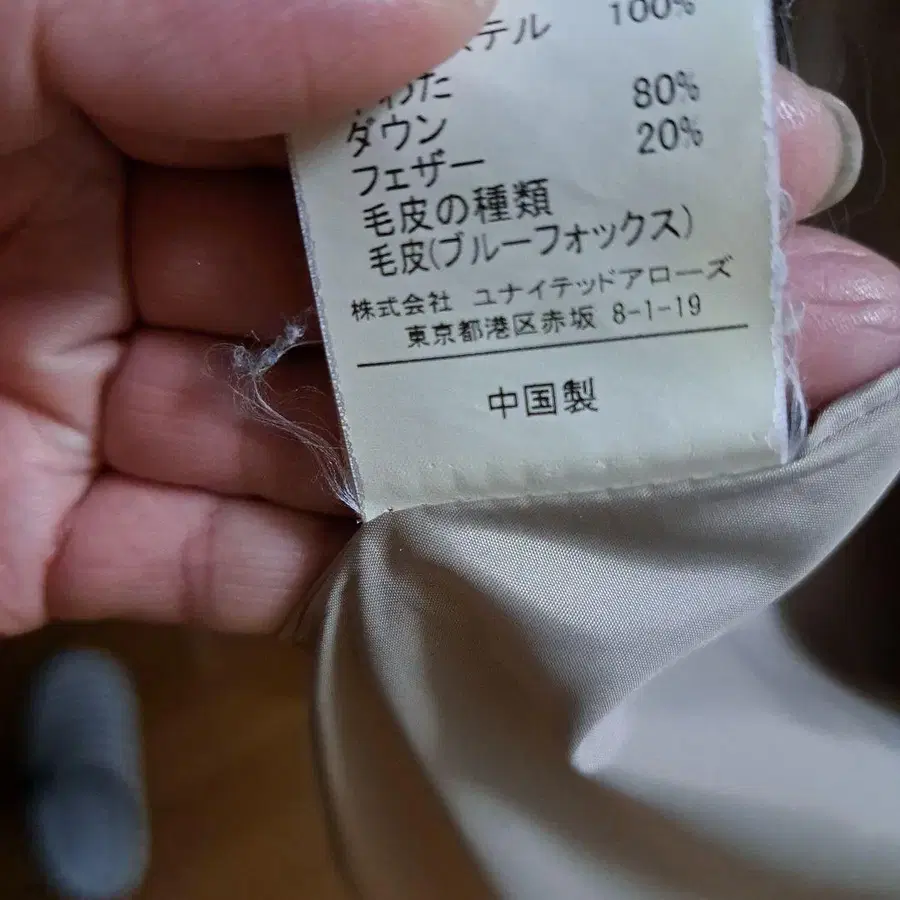 ステル 100%
わた
ダウン 80%
フェザー 20%
毛皮の種類
毛皮(ブルーフォックス)
株式会社 ユナイテッドアローズ
東京都港区赤坂 8-1-19
中国製